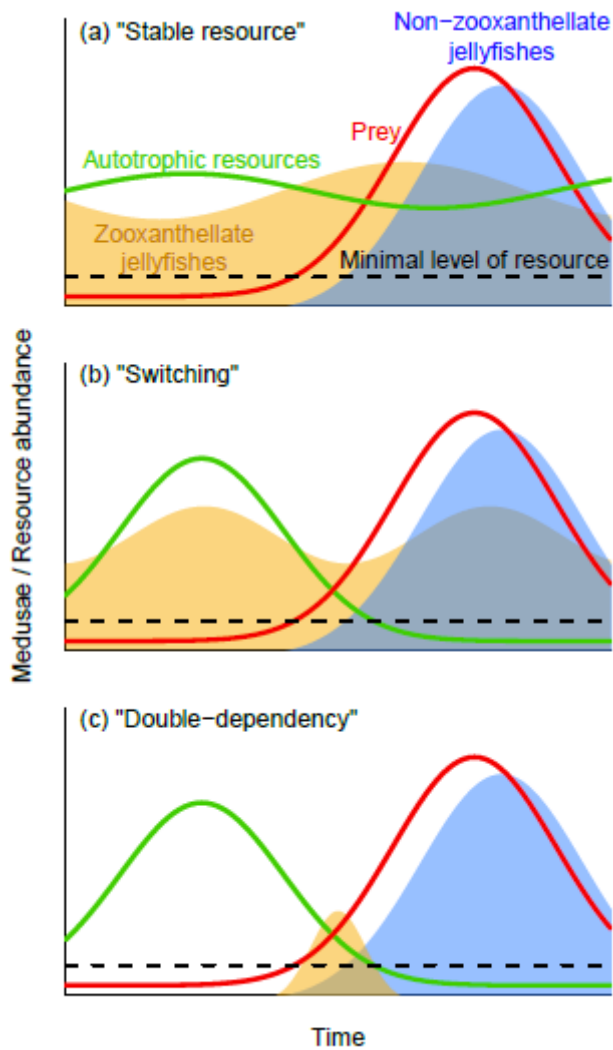 (a) "Stable resource"
Non−zooxanthellate
jellyfishes
Prey
Autotrophic resources
Zooxanthellate
jellyfishes
Minimal level of resource
Medusae / Resource abundance
(b) "Switching"
(c) "Double−dependency"
Time